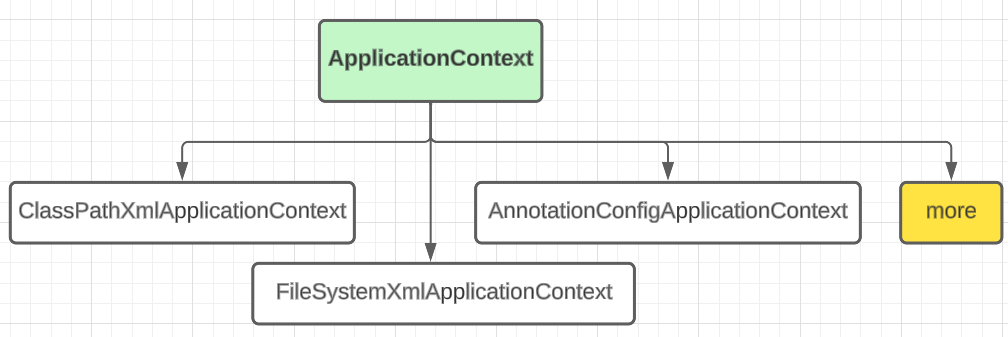 ApplicationContext
ClassPathXmlApplicationContext
AnnotationConfigApplicationContext
more
FileSystemXmlApplicationContext